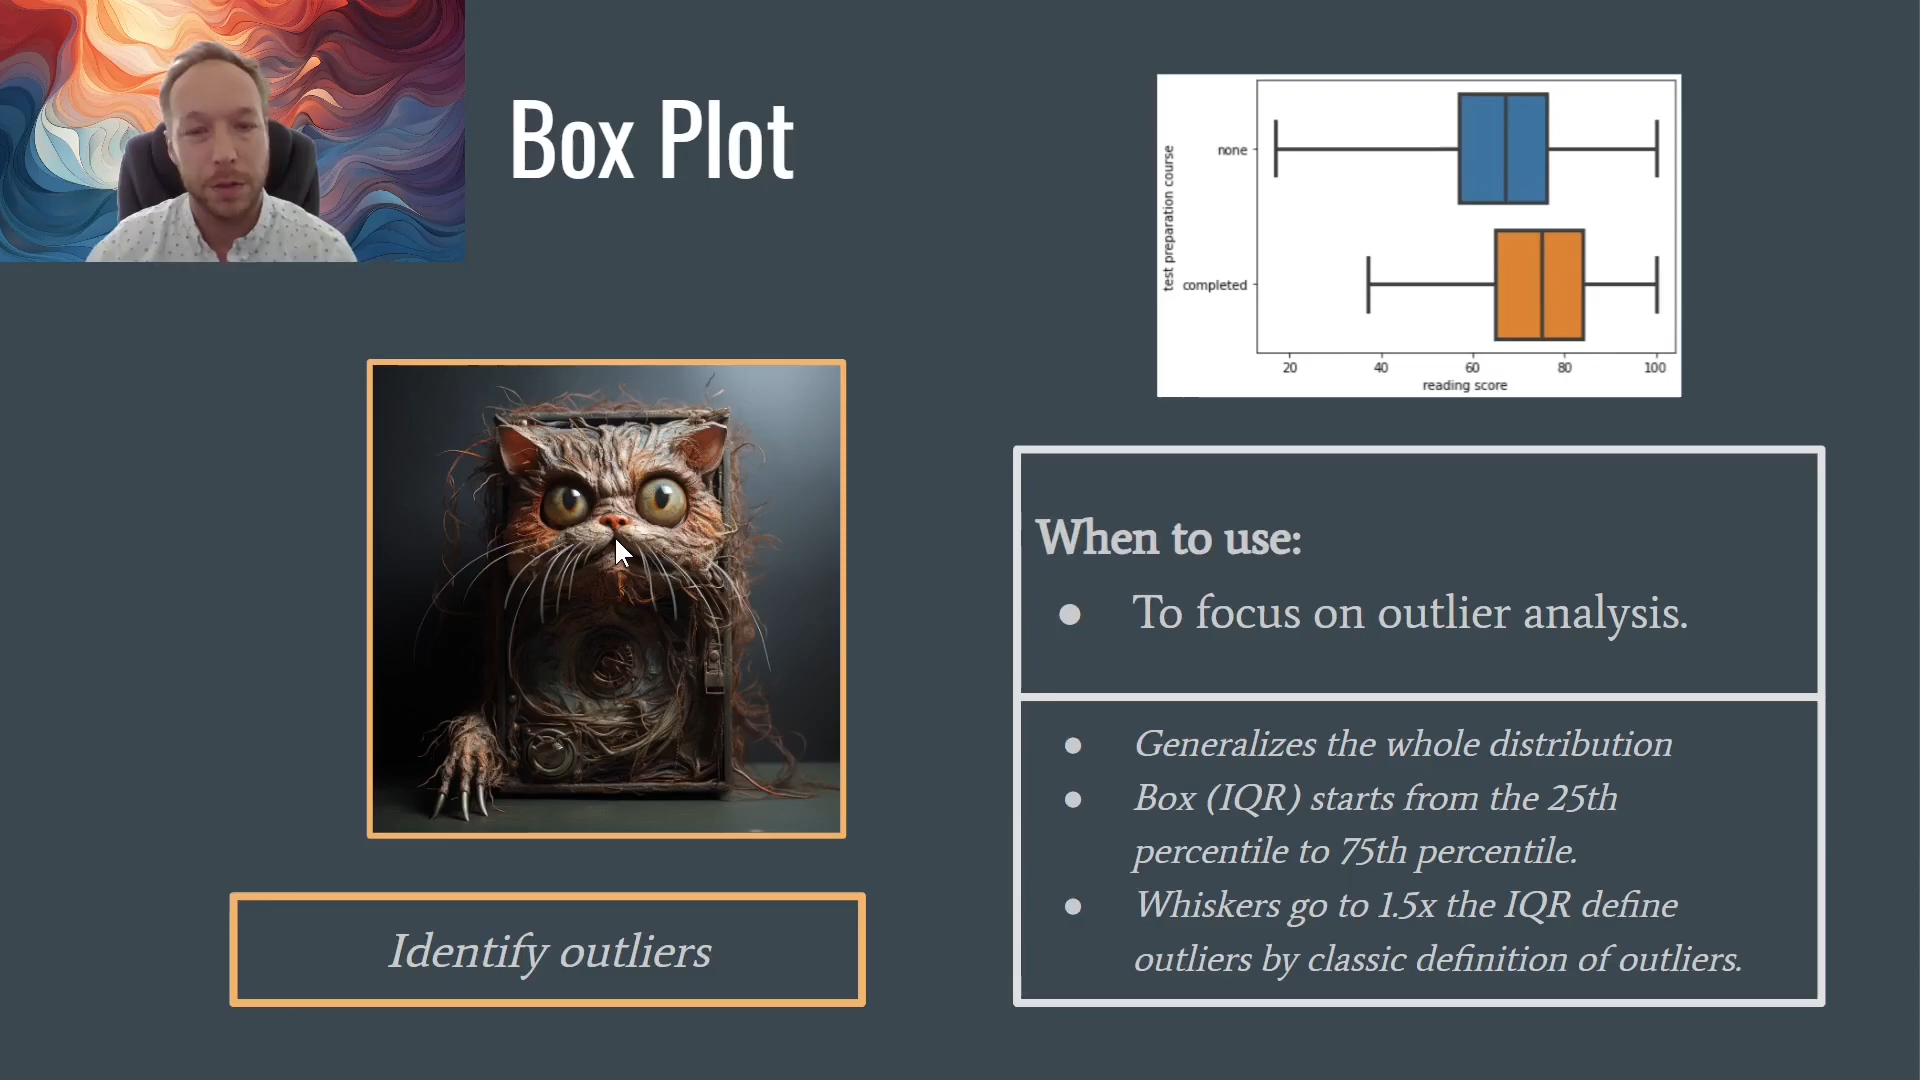 Box Plot
test preparation course
none
completed
20 40 60 80 100
reading score
When to use:
● To focus on outlier analysis.
● Generalizes the whole distribution
● Box (IQR) starts from the 25th
percentile to 75th percentile.
● Whiskers go to 1.5x the IQR define
outliers by classic definition of outliers.
Identify outliers